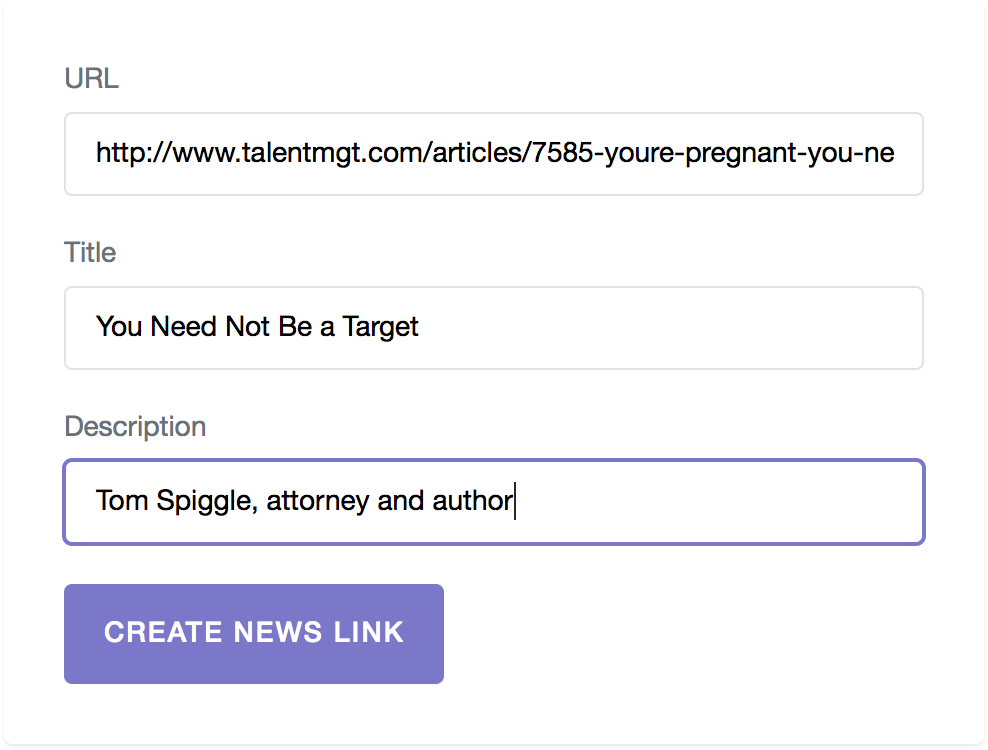 URL
http://www.talentmgt.com/articles/7585-youre-pregnant-you-ne
Title
You Need Not Be a Target
Description
Tom Spiggle, attorney and author
CREATE NEWS LINK